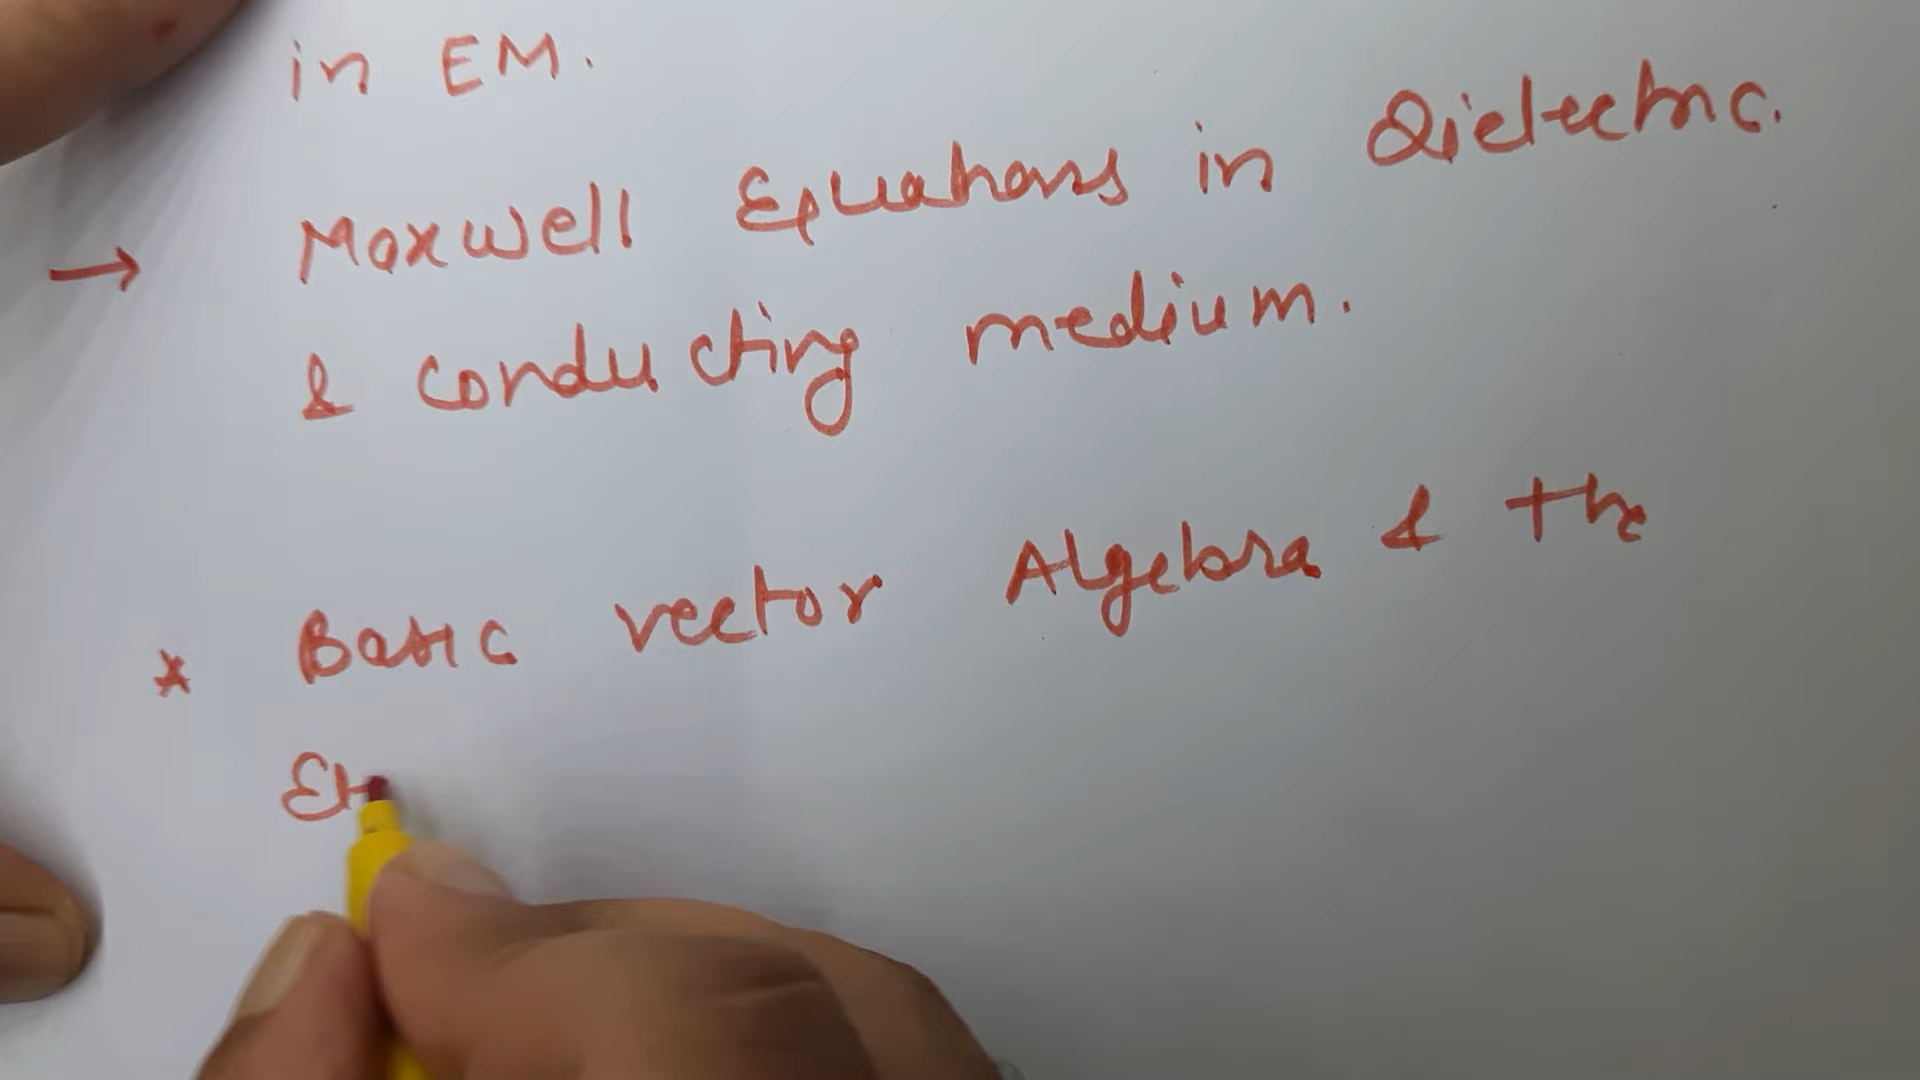 in EM.
→ Maxwell Equations in Dielectric.
& conducting medium.
* Basic vector Algebra & the